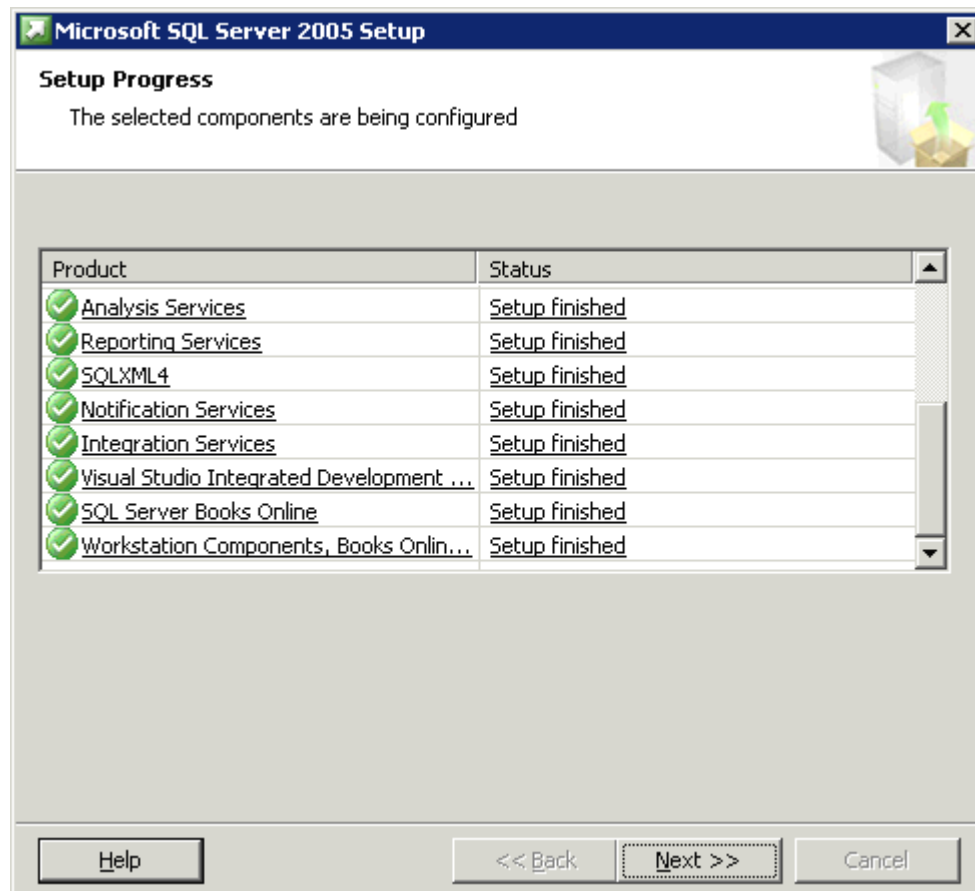 Microsoft SQL Server 2005 Setup
Setup Progress
The selected components are being configured
Product Status
Analysis Services Setup finished
Reporting Services Setup finished
SQLXML4 Setup finished
Notification Services Setup finished
Integration Services Setup finished
Visual Studio Integrated Development ... Setup finished
SQL Server Books Online Setup finished
Workstation Components, Books Onlin... Setup finished
Help << Back Next >> Cancel